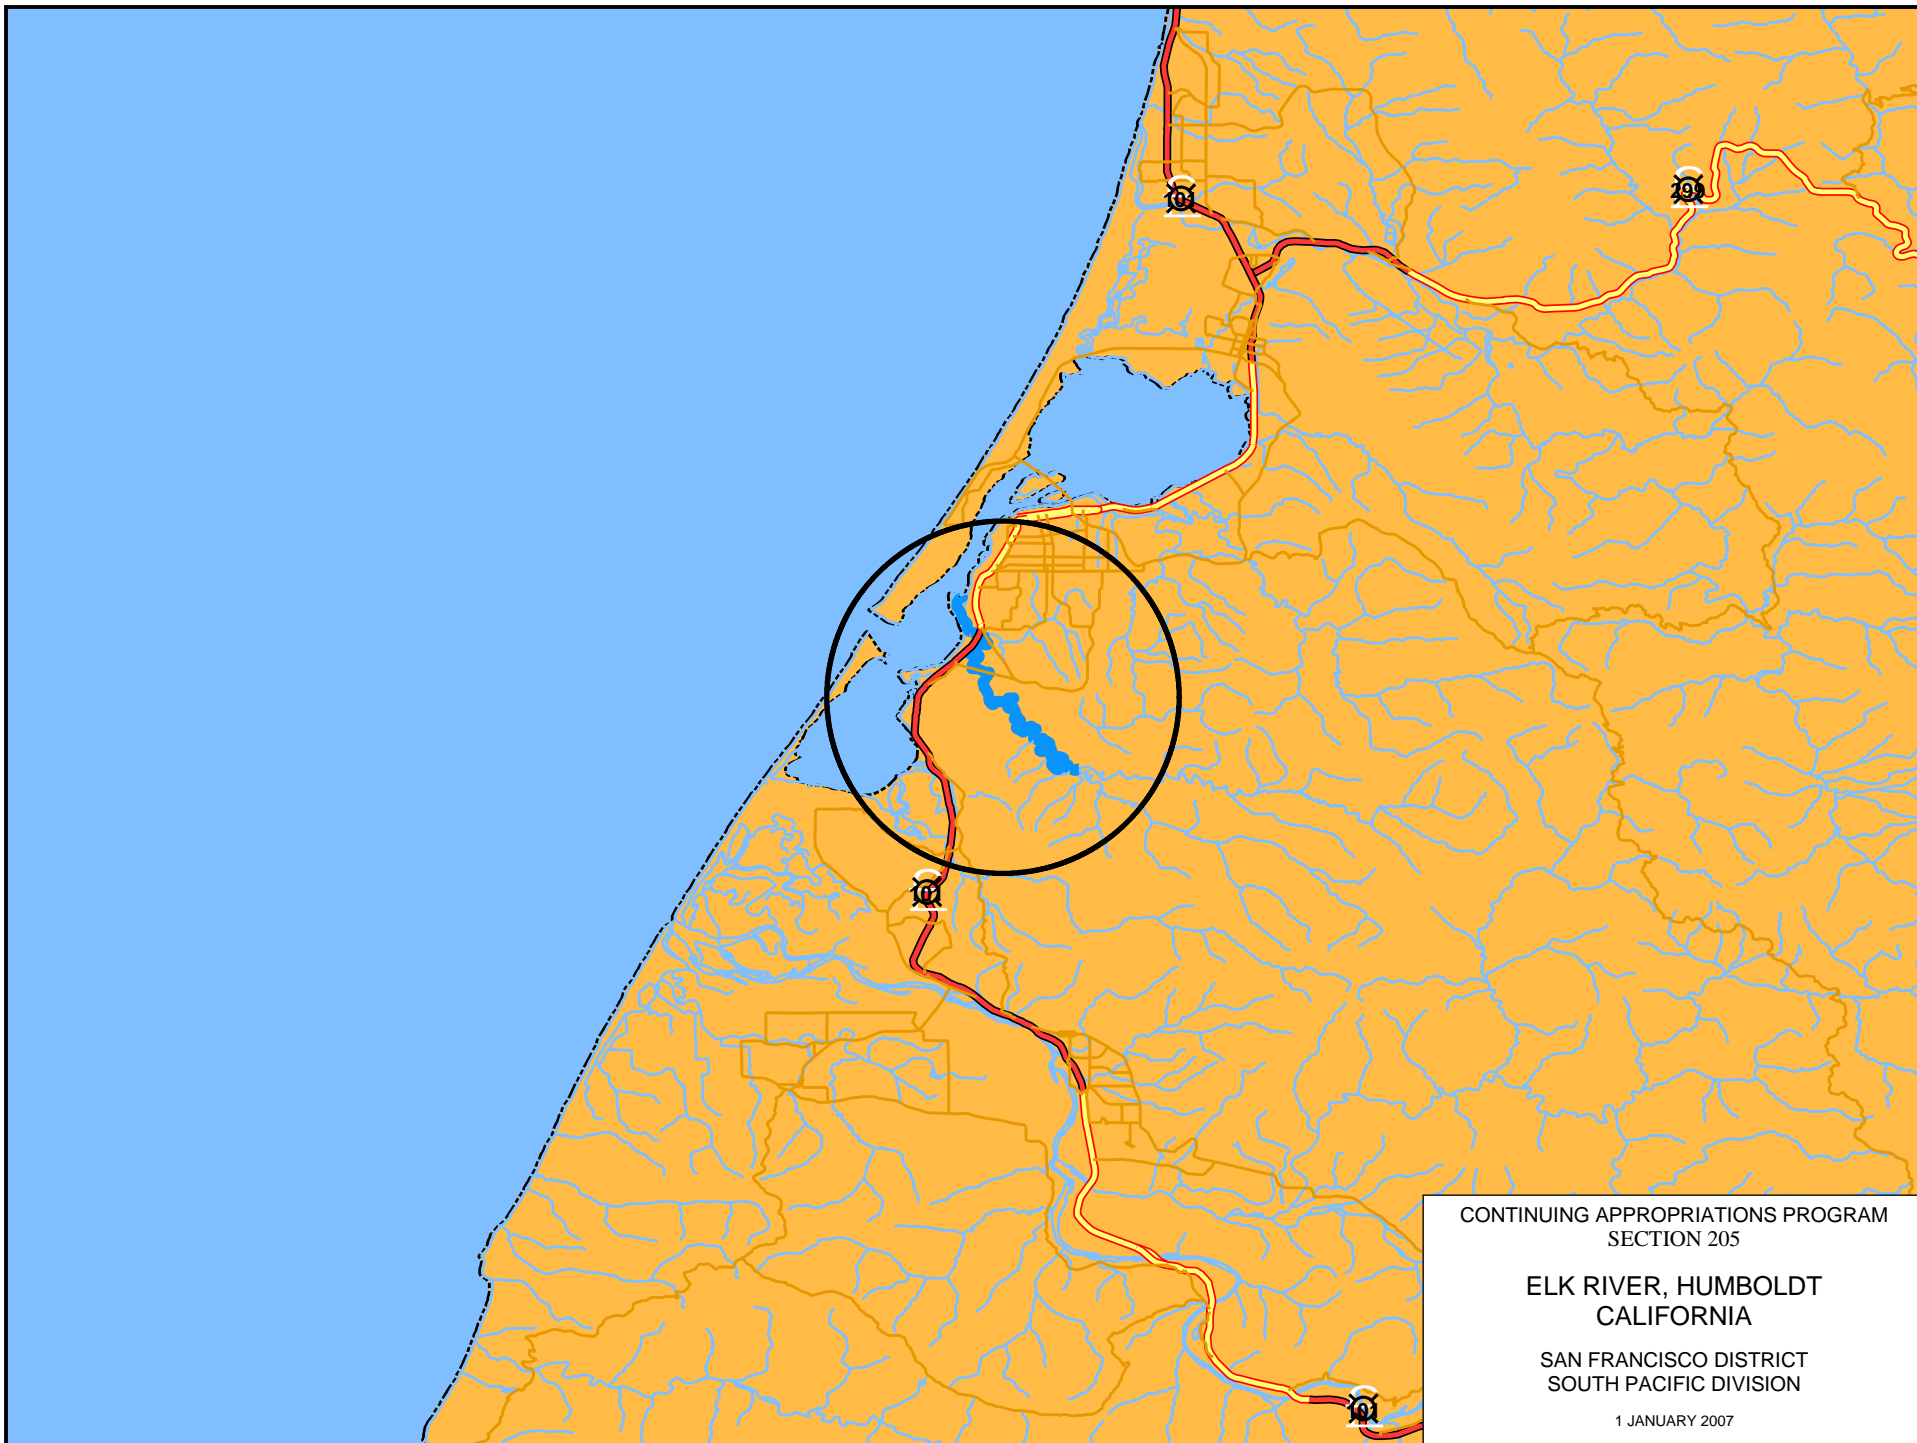 101
299
101
101
CONTINUING APPROPRIATIONS PROGRAM
SECTION 205
ELK RIVER, HUMBOLDT
CALIFORNIA
SAN FRANCISCO DISTRICT
SOUTH PACIFIC DIVISION
1 JANUARY 2007